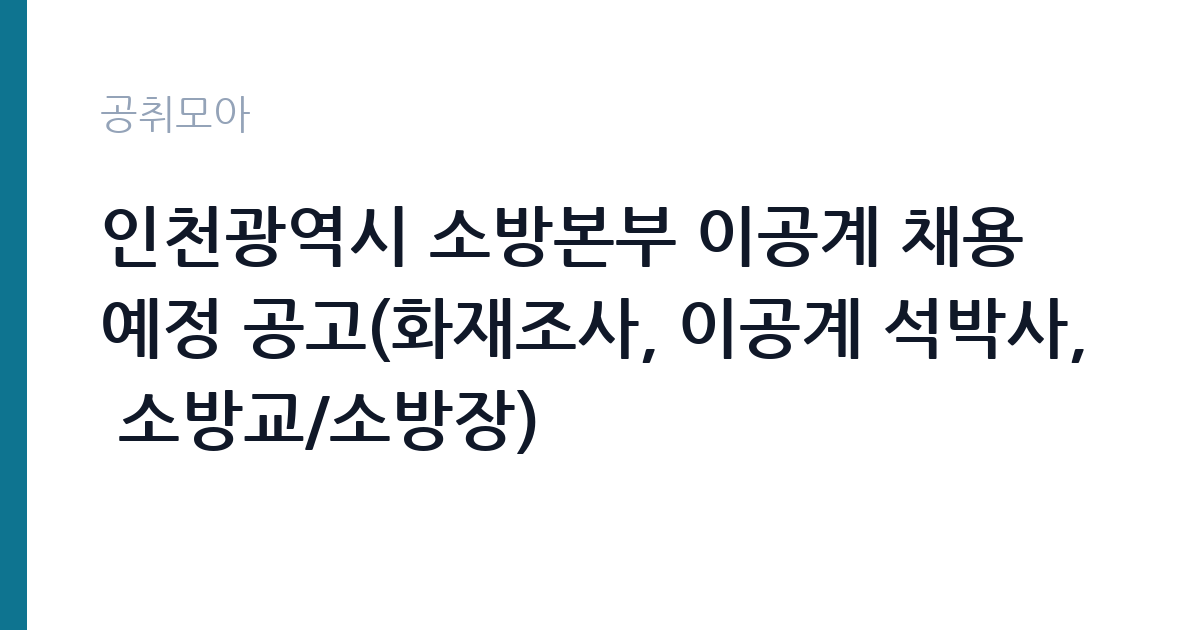 공취모아
인천광역시 소방본부 이공계 채용
예정 공고(화재조사, 이공계 석박사,
소방교/소방장)